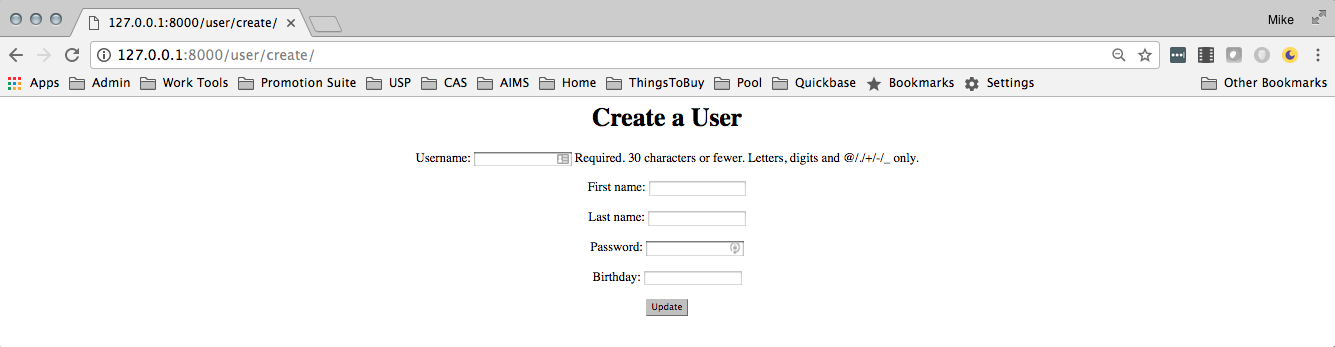 127.0.0.1:8000/user/create/
Mike
127.0.0.1:8000/user/create/
Apps Admin Work Tools Promotion Suite USP CAS AIMS Home ThingsToBuy Pool Quickbase Bookmarks Settings Other Bookmarks
Create a User
Username: Required. 30 characters or fewer. Letters, digits and @/./+/-/_ only.
First name:
Last name:
Password:
Birthday:
Update